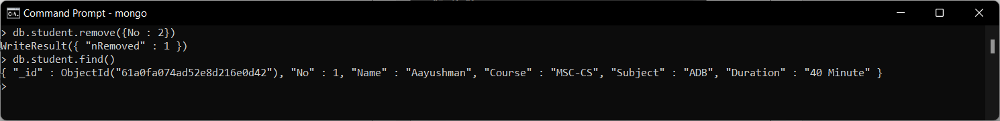 Command Prompt - mongo
> db.student.remove({No : 2})
WriteResult({ "nRemoved" : 1 })
> db.student.find()
{ "_id" : ObjectId("61a0fa074ad52e8d216e0d42"), "No" : 1, "Name" : "Aayushman", "Course" : "MSC-CS", "Subject" : "ADB", "Duration" : "40 Minute" }
>